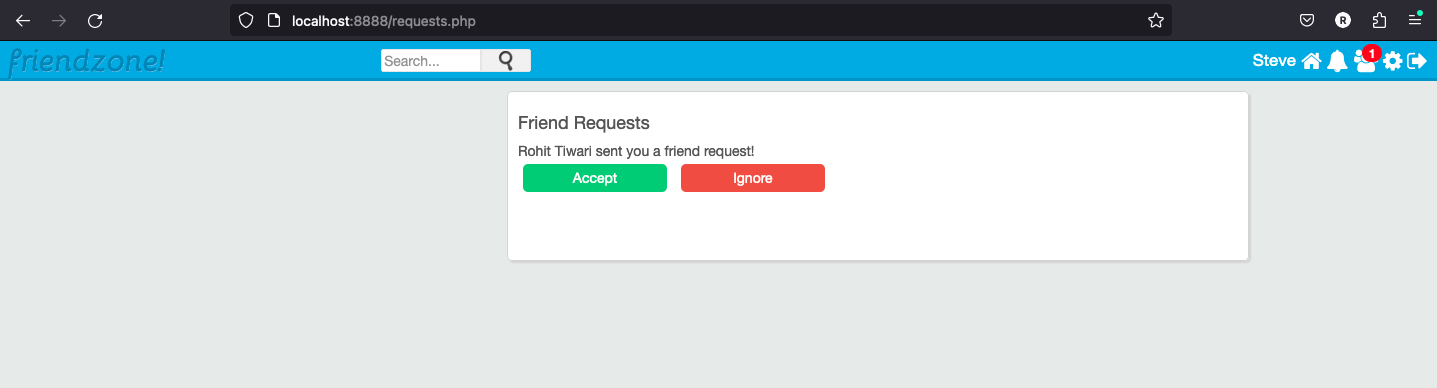 localhost:8888/requests.php
R
friendzone!
Search...
Steve
1
Friend Requests
Rohit Tiwari sent you a friend request!
Accept
Ignore